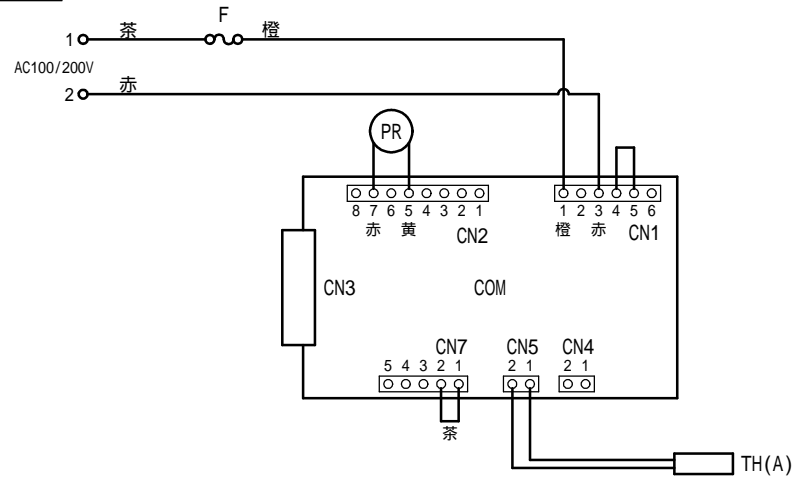 F
1 茶 橙
AC100/200V
2 赤
PR
8 7 6 5 4 3 2 1
赤 黄
CN2
1 2 3 4 5 6
橙 赤
CN1
CN3
COM
CN7
5 4 3 2 1
茶
CN5
2 1
CN4
2 1
TH(A)